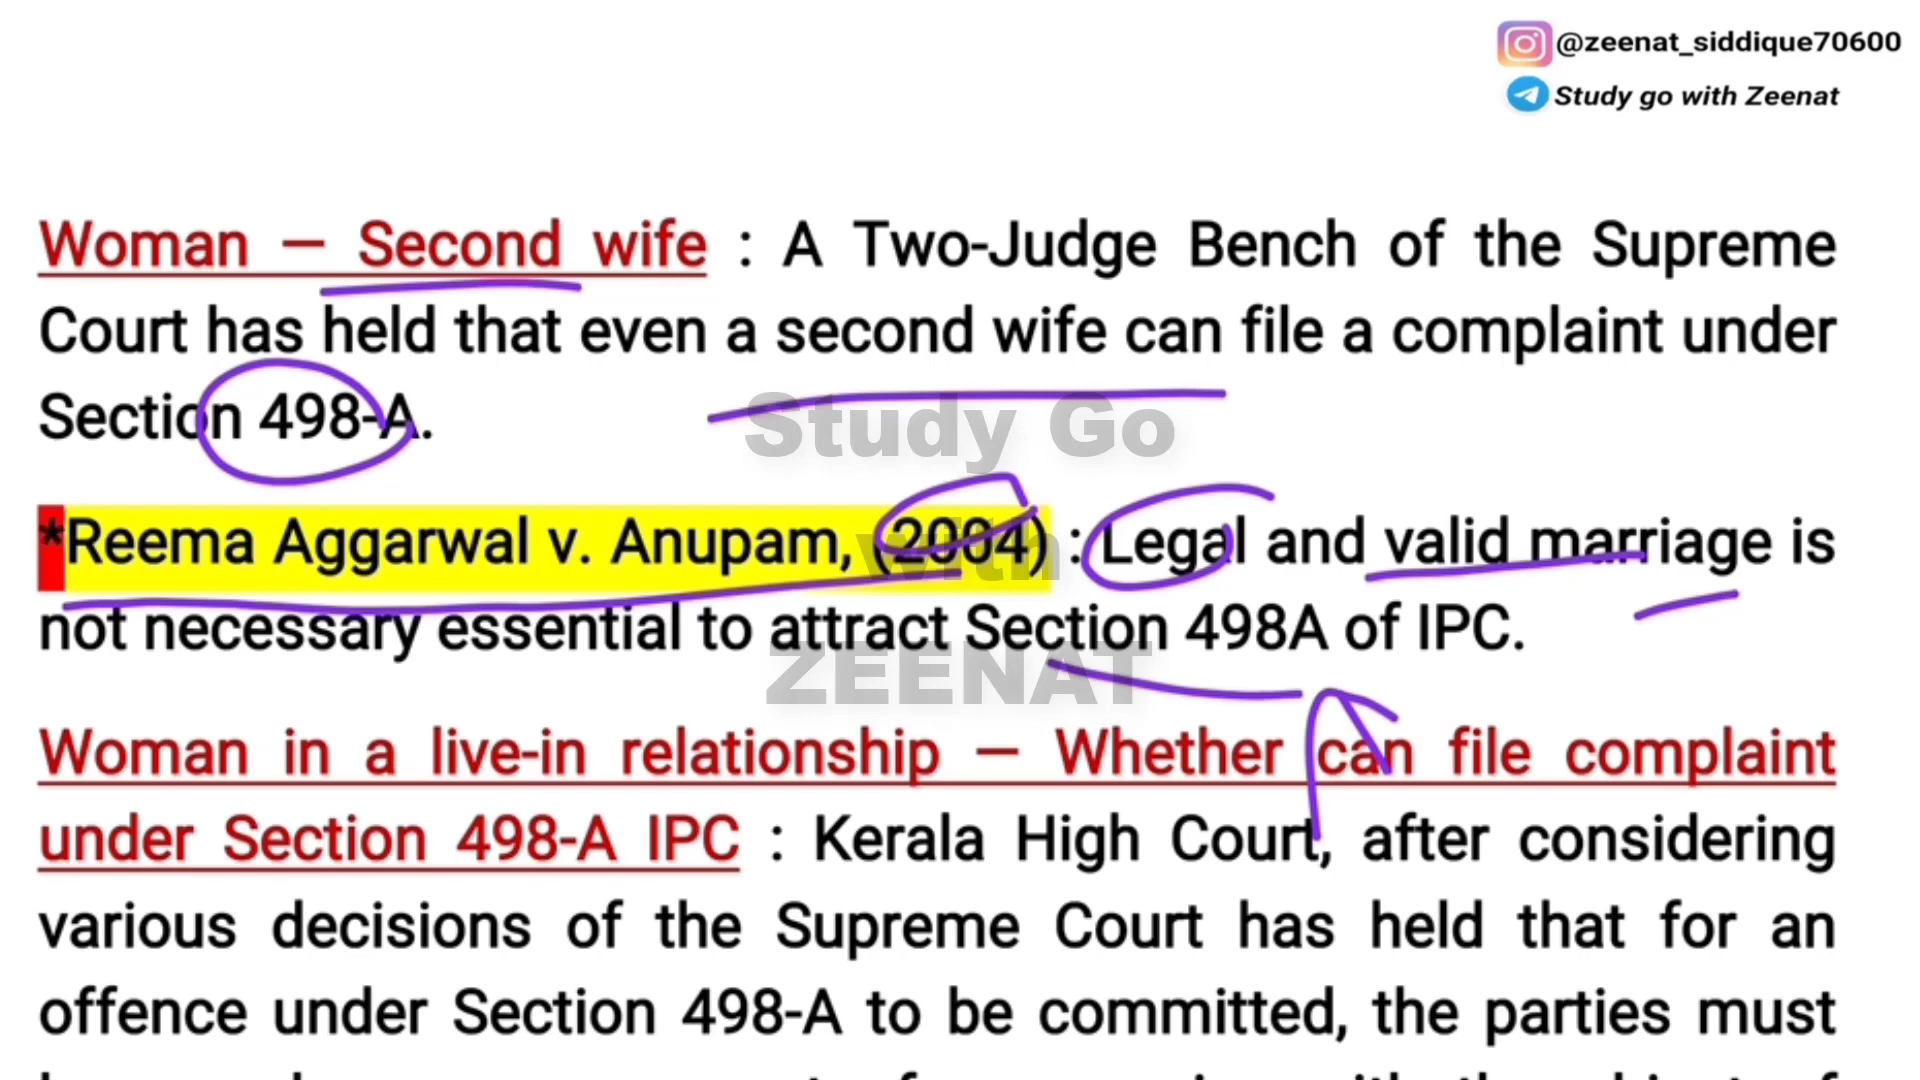 @zeenat_siddique70600
Study go with Zeenat
Woman — Second wife : A Two-Judge Bench of the Supreme
Court has held that even a second wife can file a complaint under
Section 498-A.
Study Go
*Reema Aggarwal v. Anupam, (2004) : Legal and valid marriage is
with
not necessary essential to attract Section 498A of IPC.
ZEENAT
Woman in a live-in relationship — Whether can file complaint
under Section 498-A IPC : Kerala High Court, after considering
various decisions of the Supreme Court has held that for an
offence under Section 498-A to be committed, the parties must